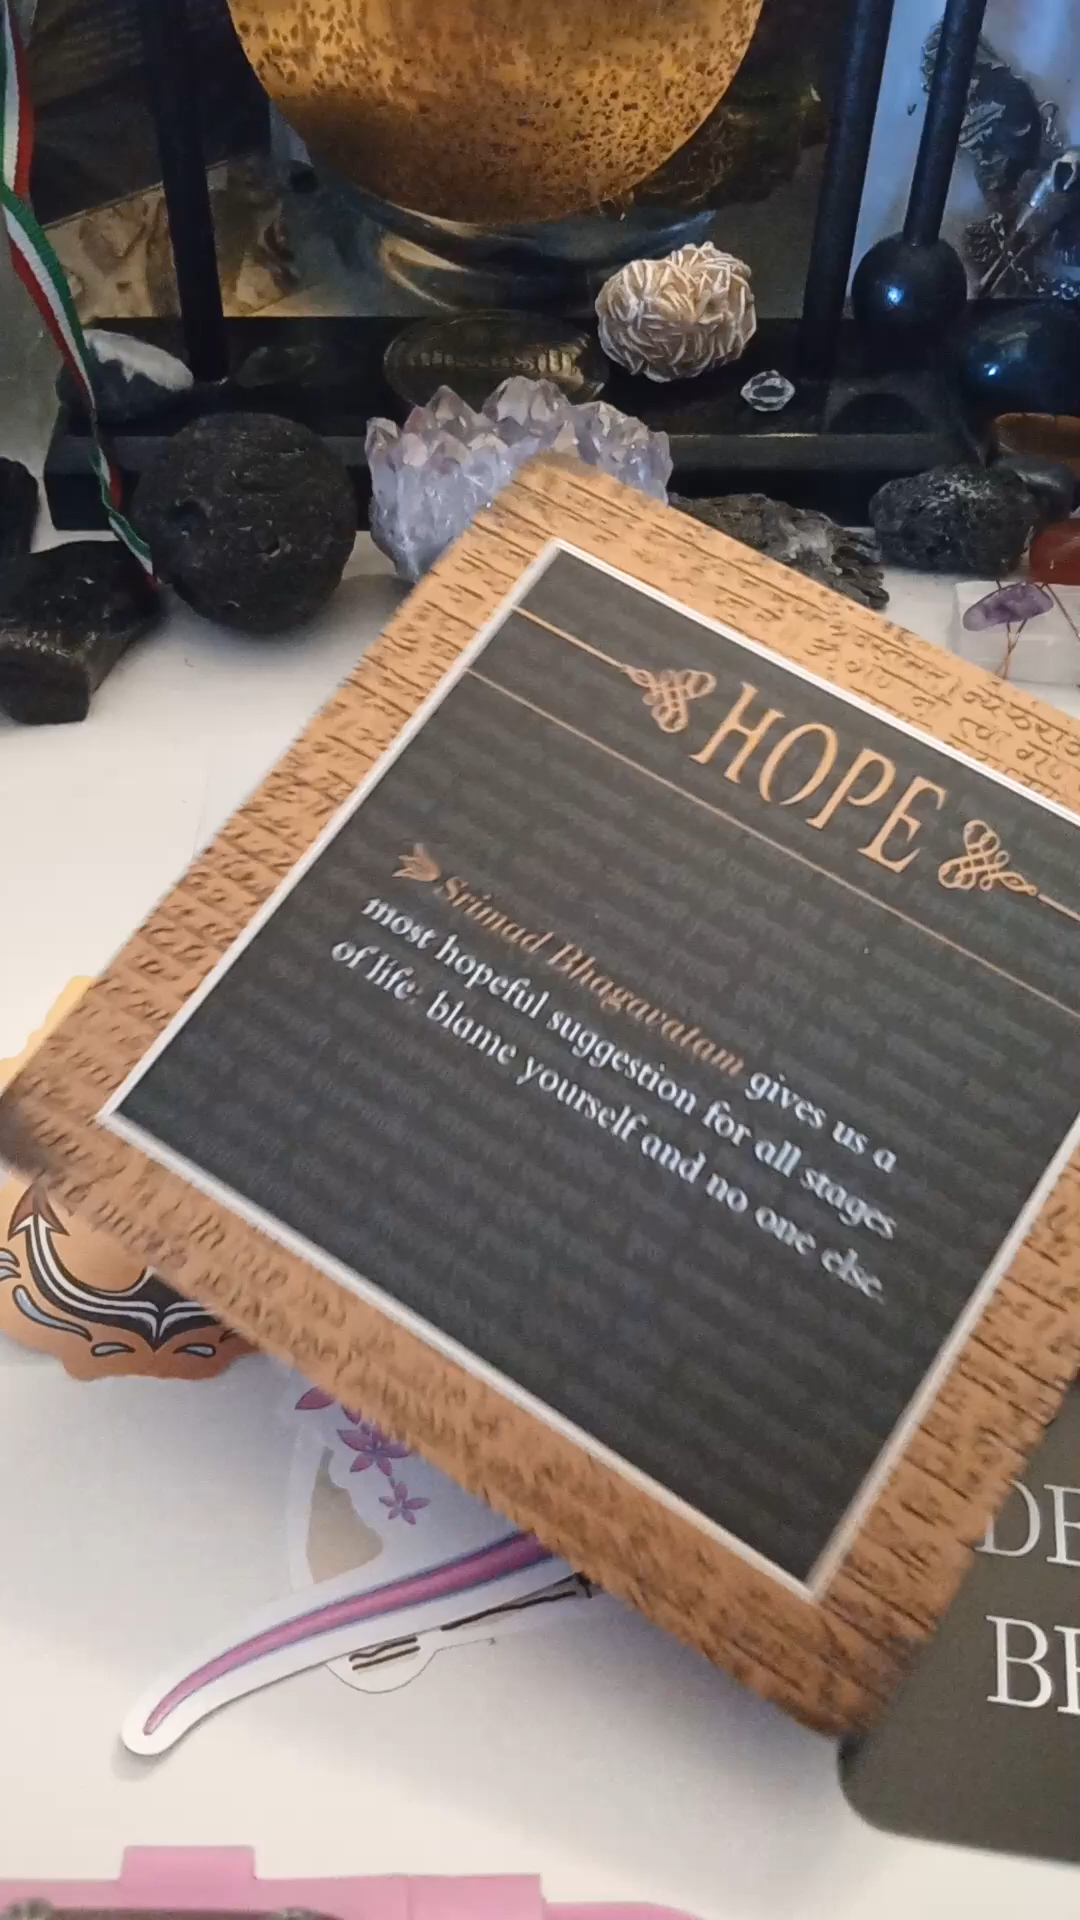 HOPE
Srimad Bhagavatam gives us a
most hopeful suggestion for all stages
of life: blame yourself and no one else.
DE
BE